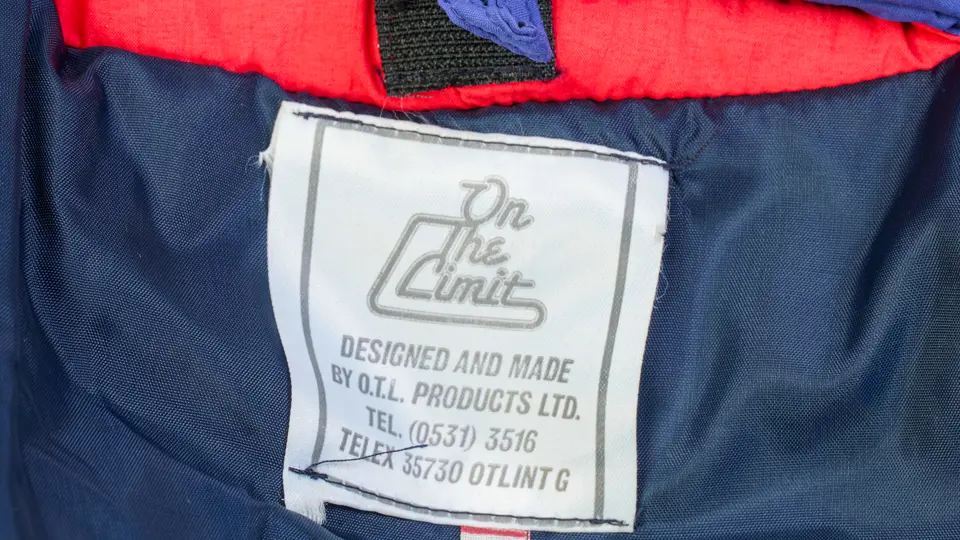 On
The
Limit
DESIGNED AND MADE
BY O.T.L. PRODUCTS LTD.
TEL. (0531) 3516
TELEX 35730 OTLINT G